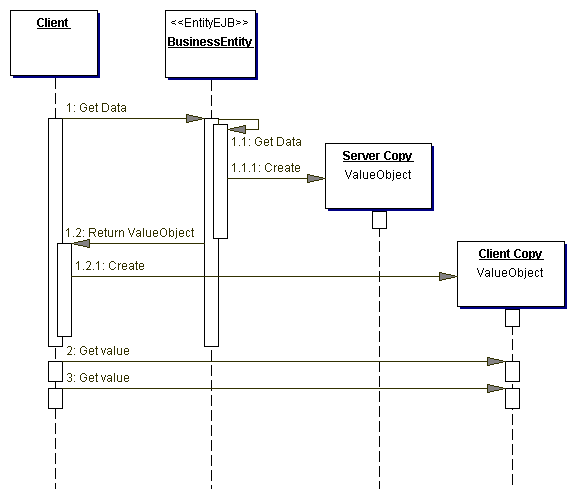 Client
<<EntityEJB>>
BusinessEntity
1: Get Data
1.1: Get Data
Server Copy
ValueObject
1.1.1: Create
1.2: Return ValueObject
Client Copy
ValueObject
1.2.1: Create
2: Get value
3: Get value